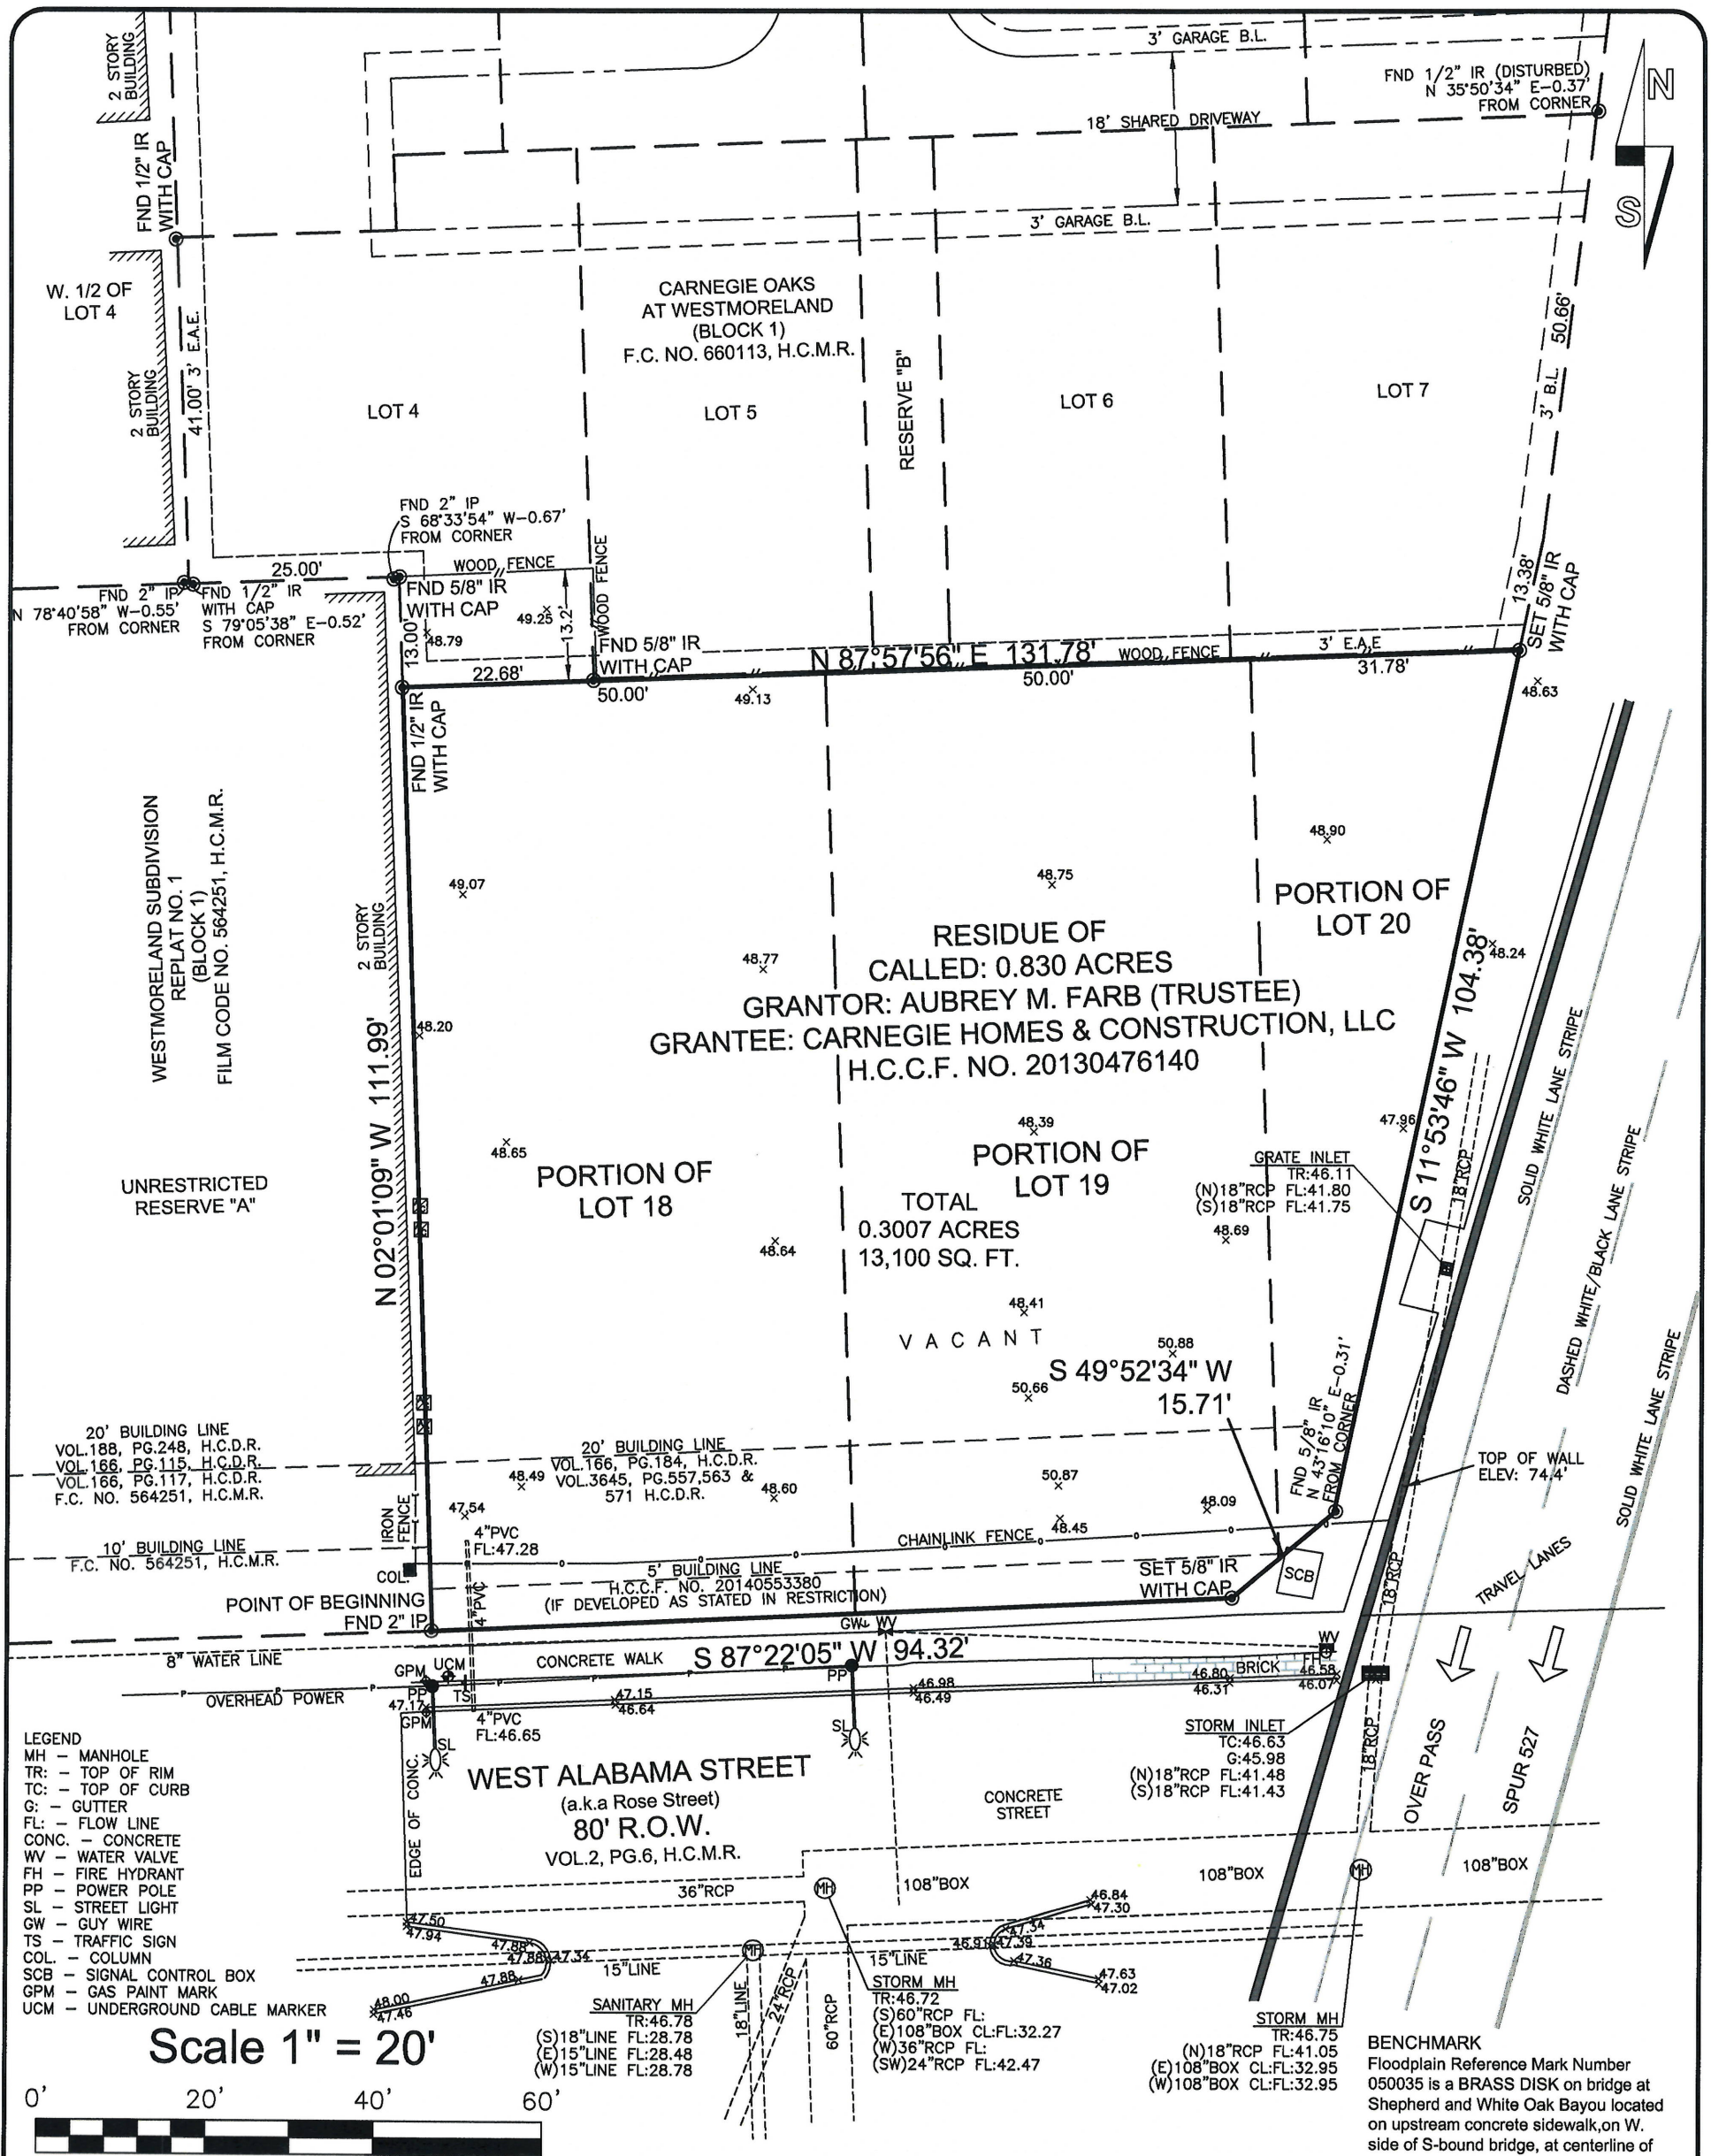 3' GARAGE B.L.
2 STORY
BUILDING
FND 1/2" IR (DISTURBED)
N 35°50'34" E-0.37'
FROM CORNER
N
S
18' SHARED DRIVEWAY
FND 1/2" IR
WITH CAP
3' GARAGE B.L.
W. 1/2 OF
LOT 4
2 STORY
BUILDING
41.00' 3' E.A.E.
CARNEGIE OAKS
AT WESTMORELAND
(BLOCK 1)
F.C. NO. 660113, H.C.M.R.
LOT 4
LOT 5
RESERVE "B"
LOT 6
LOT 7
3' B.L. 50.66'
FND 2" IP
S 68°33'54" W-0.67'
FROM CORNER
25.00'
WOOD FENCE
WOOD FENCE
FND 2" IP
N 78°40'58" W-0.55'
FROM CORNER
FND 1/2" IR
WITH CAP
S 79°05'38" E-0.52'
FROM CORNER
FND 5/8" IR
WITH CAP
49.25
13.2'
48.79
13.00'
FND 5/8" IR
WITH CAP
13.38'
SET 5/8" IR
WITH CAP
N 87°57'56" E 131.78'
WOOD FENCE
3' E.A.E
22.68'
50.00'
50.00'
31.78'
49.13
48.63
FND 1/2" IR
WITH CAP
WESTMORELAND SUBDIVISION
REPLAT NO. 1
(BLOCK 1)
FILM CODE NO. 564251, H.C.M.R.
2 STORY
BUILDING
49.07
48.75
48.90
PORTION OF
LOT 20
48.77
48.24
RESIDUE OF
CALLED: 0.830 ACRES
GRANTOR: AUBREY M. FARB (TRUSTEE)
GRANTEE: CARNEGIE HOMES & CONSTRUCTION, LLC
H.C.C.F. NO. 20130476140
48.20
N 02°01'09" W 111.99'
S 11°53'46" W 104.38'
SOLID WHITE LANE STRIPE
DASHED WHITE/BLACK LANE STRIPE
SOLID WHITE LANE STRIPE
48.65
48.39
47.96
UNRESTRICTED
RESERVE "A"
PORTION OF
LOT 18
PORTION OF
LOT 19
GRATE INLET
TR:46.11
(N)18"RCP FL:41.80
(S)18"RCP FL:41.75
18"RCP
TOTAL
0.3007 ACRES
13,100 SQ. FT.
48.64
48.69
48.41
VACANT
50.88
50.66
S 49°52'34" W
15.71'
FND 5/8" IR
N 43°16'10" E-0.31'
FROM CORNER
20' BUILDING LINE
VOL.188, PG.248, H.C.D.R.
VOL.166, PG.115, H.C.D.R.
VOL.166, PG.117, H.C.D.R.
F.C. NO. 564251, H.C.M.R.
20' BUILDING LINE
VOL.166, PG.184, H.C.D.R.
VOL.3645, PG.557,563 &
571 H.C.D.R.
TOP OF WALL
ELEV: 74.4'
48.49
48.60
50.87
48.09
48.45
47.54
IRON
FENCE
4"PVC
FL:47.28
CHAINLINK FENCE
10' BUILDING LINE
F.C. NO. 564251, H.C.M.R.
COL.
5' BUILDING LINE
H.C.C.F. NO. 20140553380
(IF DEVELOPED AS STATED IN RESTRICTION)
SET 5/8" IR
WITH CAP
SCB
18"RCP
TRAVEL LANES
POINT OF BEGINNING
FND 2" IP
4"PVC
GW
WV
8" WATER LINE
CONCRETE WALK
S 87°22'05" W 94.32'
WV
FH
GPM
UCM
PP
OVERHEAD POWER
PP
TS
BRICK
46.80
46.31
46.58
46.07
46.98
46.49
47.15
46.64
47.17
GPM
4"PVC
FL:46.65
SL
SL
STORM INLET
TC:46.63
G:45.98
(N)18"RCP FL:41.48
(S)18"RCP FL:41.43
18"RCP
OVER PASS
SPUR 527
LEGEND
MH - MANHOLE
TR: - TOP OF RIM
TC: - TOP OF CURB
G: - GUTTER
FL: - FLOW LINE
CONC. - CONCRETE
WV - WATER VALVE
FH - FIRE HYDRANT
PP - POWER POLE
SL - STREET LIGHT
GW - GUY WIRE
TS - TRAFFIC SIGN
COL. - COLUMN
SCB - SIGNAL CONTROL BOX
GPM - GAS PAINT MARK
UCM - UNDERGROUND CABLE MARKER
EDGE OF CONC.
WEST ALABAMA STREET
(a.k.a Rose Street)
80' R.O.W.
VOL.2, PG.6, H.C.M.R.
CONCRETE
STREET
36"RCP
MH
108"BOX
108"BOX
MH
108"BOX
47.50
47.94
47.88
47.88
47.34
47.88
48.00
47.46
15"LINE
MH
15"LINE
46.84
47.30
47.34
46.91
47.39
47.36
47.63
47.02
18"LINE
24"RCP
60"RCP
SANITARY MH
TR:46.78
(S)18"LINE FL:28.78
(E)15"LINE FL:28.48
(W)15"LINE FL:28.78
STORM MH
TR:46.72
(S)60"RCP FL:
(E)108"BOX CL:FL:32.27
(W)36"RCP FL:
(SW)24"RCP FL:42.47
STORM MH
TR:46.75
(N)18"RCP FL:41.05
(E)108"BOX CL:FL:32.95
(W)108"BOX CL:FL:32.95
BENCHMARK
Floodplain Reference Mark Number
050035 is a BRASS DISK on bridge at
Shepherd and White Oak Bayou located
on upstream concrete sidewalk,on W.
side of S-bound bridge, at centerline of
Scale 1" = 20'
0' 20' 40' 60'